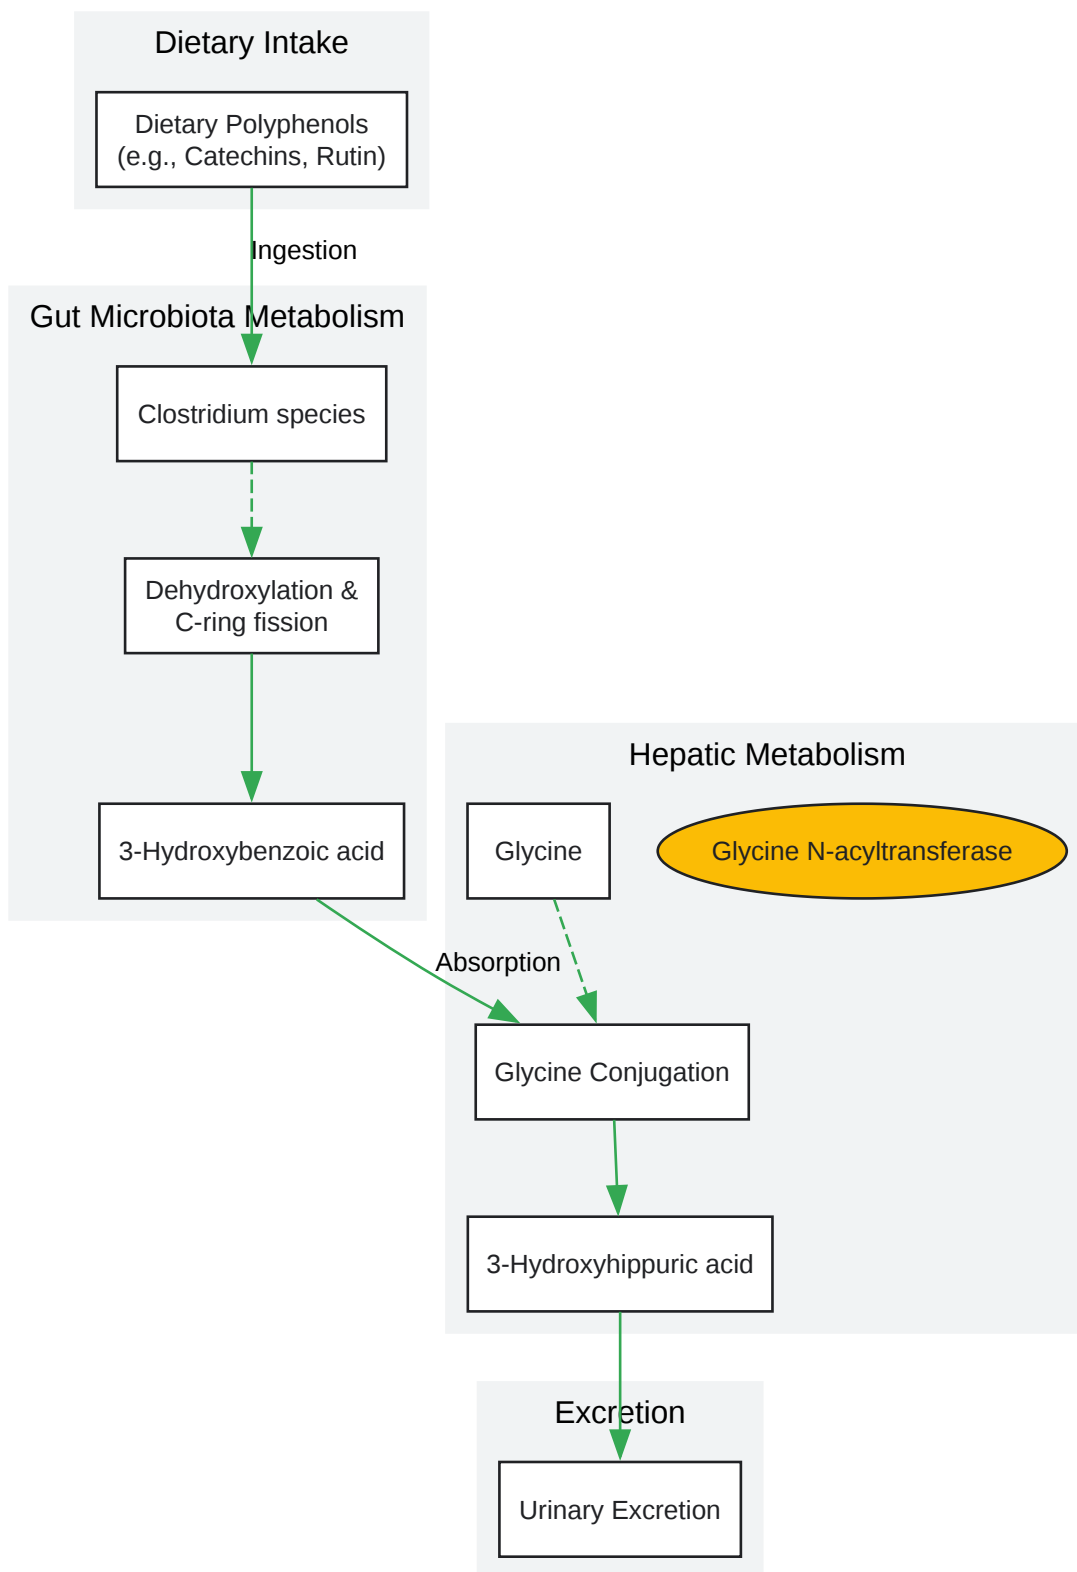 Dietary Intake
Dietary Polyphenols
(e.g., Catechins, Rutin)
Ingestion
Gut Microbiota Metabolism
Clostridium species
Dehydroxylation &
C-ring fission
3-Hydroxybenzoic acid
Hepatic Metabolism
Glycine
Glycine N-acyltransferase
Absorption
Glycine Conjugation
3-Hydroxyhippuric acid
Excretion
Urinary Excretion